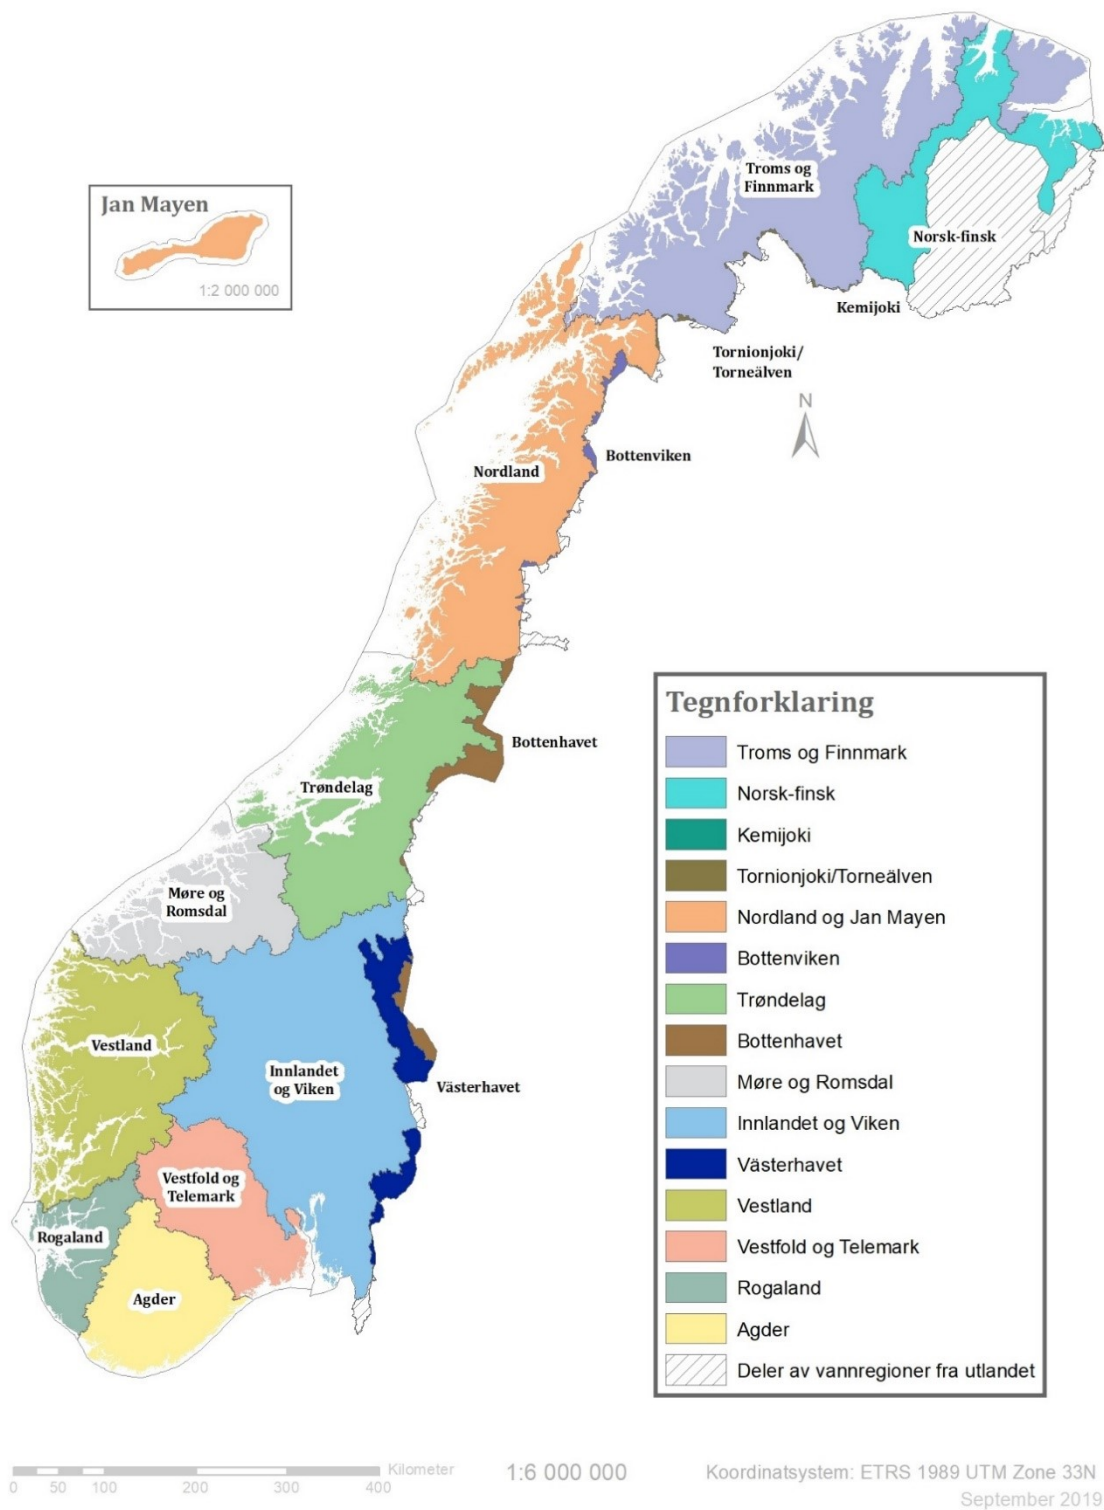 Jan Mayen
1:2 000 000
Troms og
Finnmark
Norsk-finsk
Kemijoki
Tornionjoki/
Torneälven
N
Bottenviken
Nordland
Bottenhavet
Trøndelag
Møre og
Romsdal
Vestland
Innlandet
og Viken
Västerhavet
Vestfold og
Telemark
Rogaland
Agder
Tegnforklaring
Troms og Finnmark
Norsk-finsk
Kemijoki
Tornionjoki/Torneälven
Nordland og Jan Mayen
Bottenviken
Trøndelag
Bottenhavet
Møre og Romsdal
Innlandet og Viken
Västerhavet
Vestland
Vestfold og Telemark
Rogaland
Agder
Deler av vannregioner fra utlandet
Kilometer
0 50 100 200 300 400
1:6 000 000
Koordinatsystem: ETRS 1989 UTM Zone 33N
September 2019